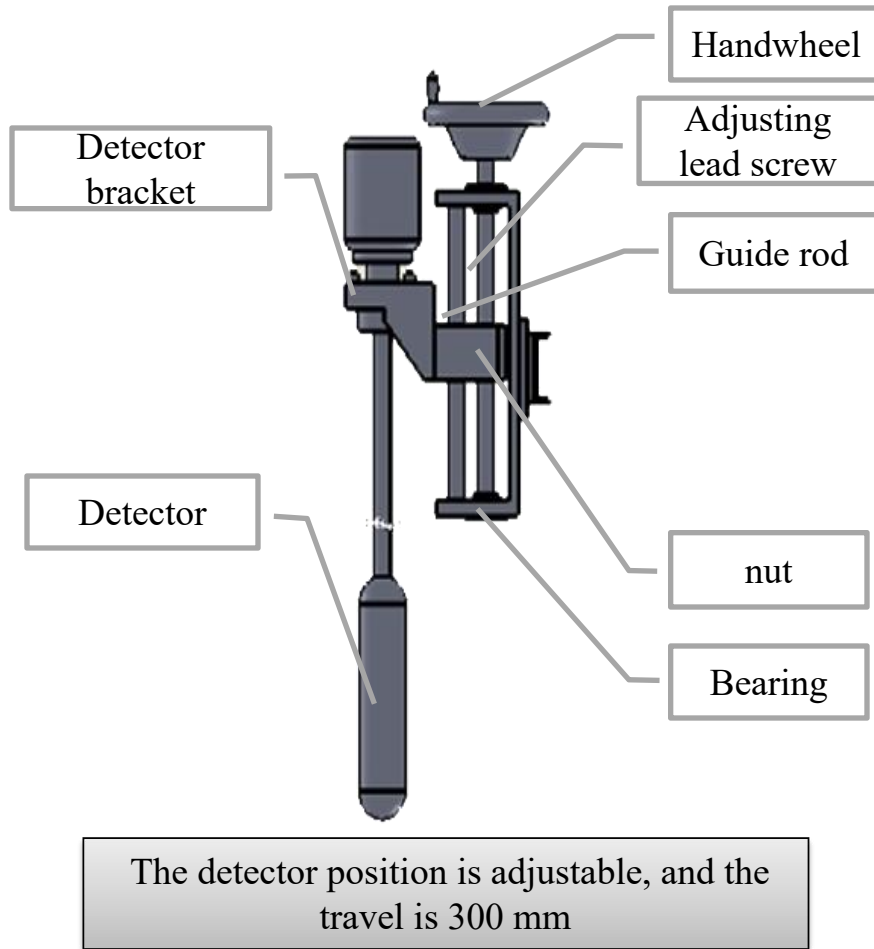 Handwheel
Detector
bracket
Adjusting
lead screw
Guide rod
Detector
nut
Bearing
The detector position is adjustable, and the
travel is 300 mm